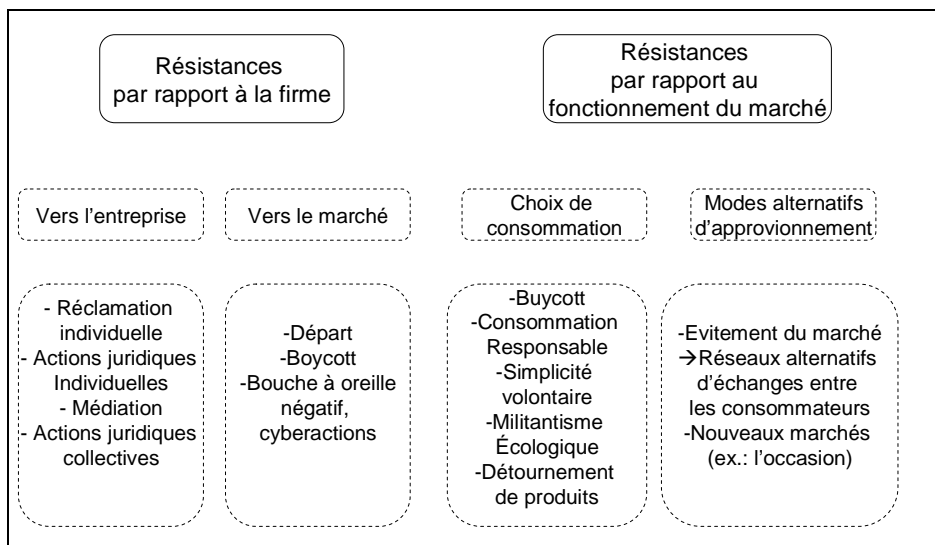 Résistances
par rapport à la firme
Résistances
par rapport au
fonctionnement du marché
Vers l'entreprise
Vers le marché
Choix de
consommation
Modes alternatifs
d'approvionnement
- Réclamation
individuelle
- Actions juridiques
Individuelles
- Médiation
- Actions juridiques
collectives
-Départ
-Boycott
-Bouche à oreille
négatif,
cyberactions
-Buycott
-Consommation
Responsable
-Simplicité
volontaire
-Militantisme
Écologique
-Détournement
de produits
-Evitement du marché
→Réseaux alternatifs
d'échanges entre
les consommateurs
-Nouveaux marchés
(ex.: l'occasion)